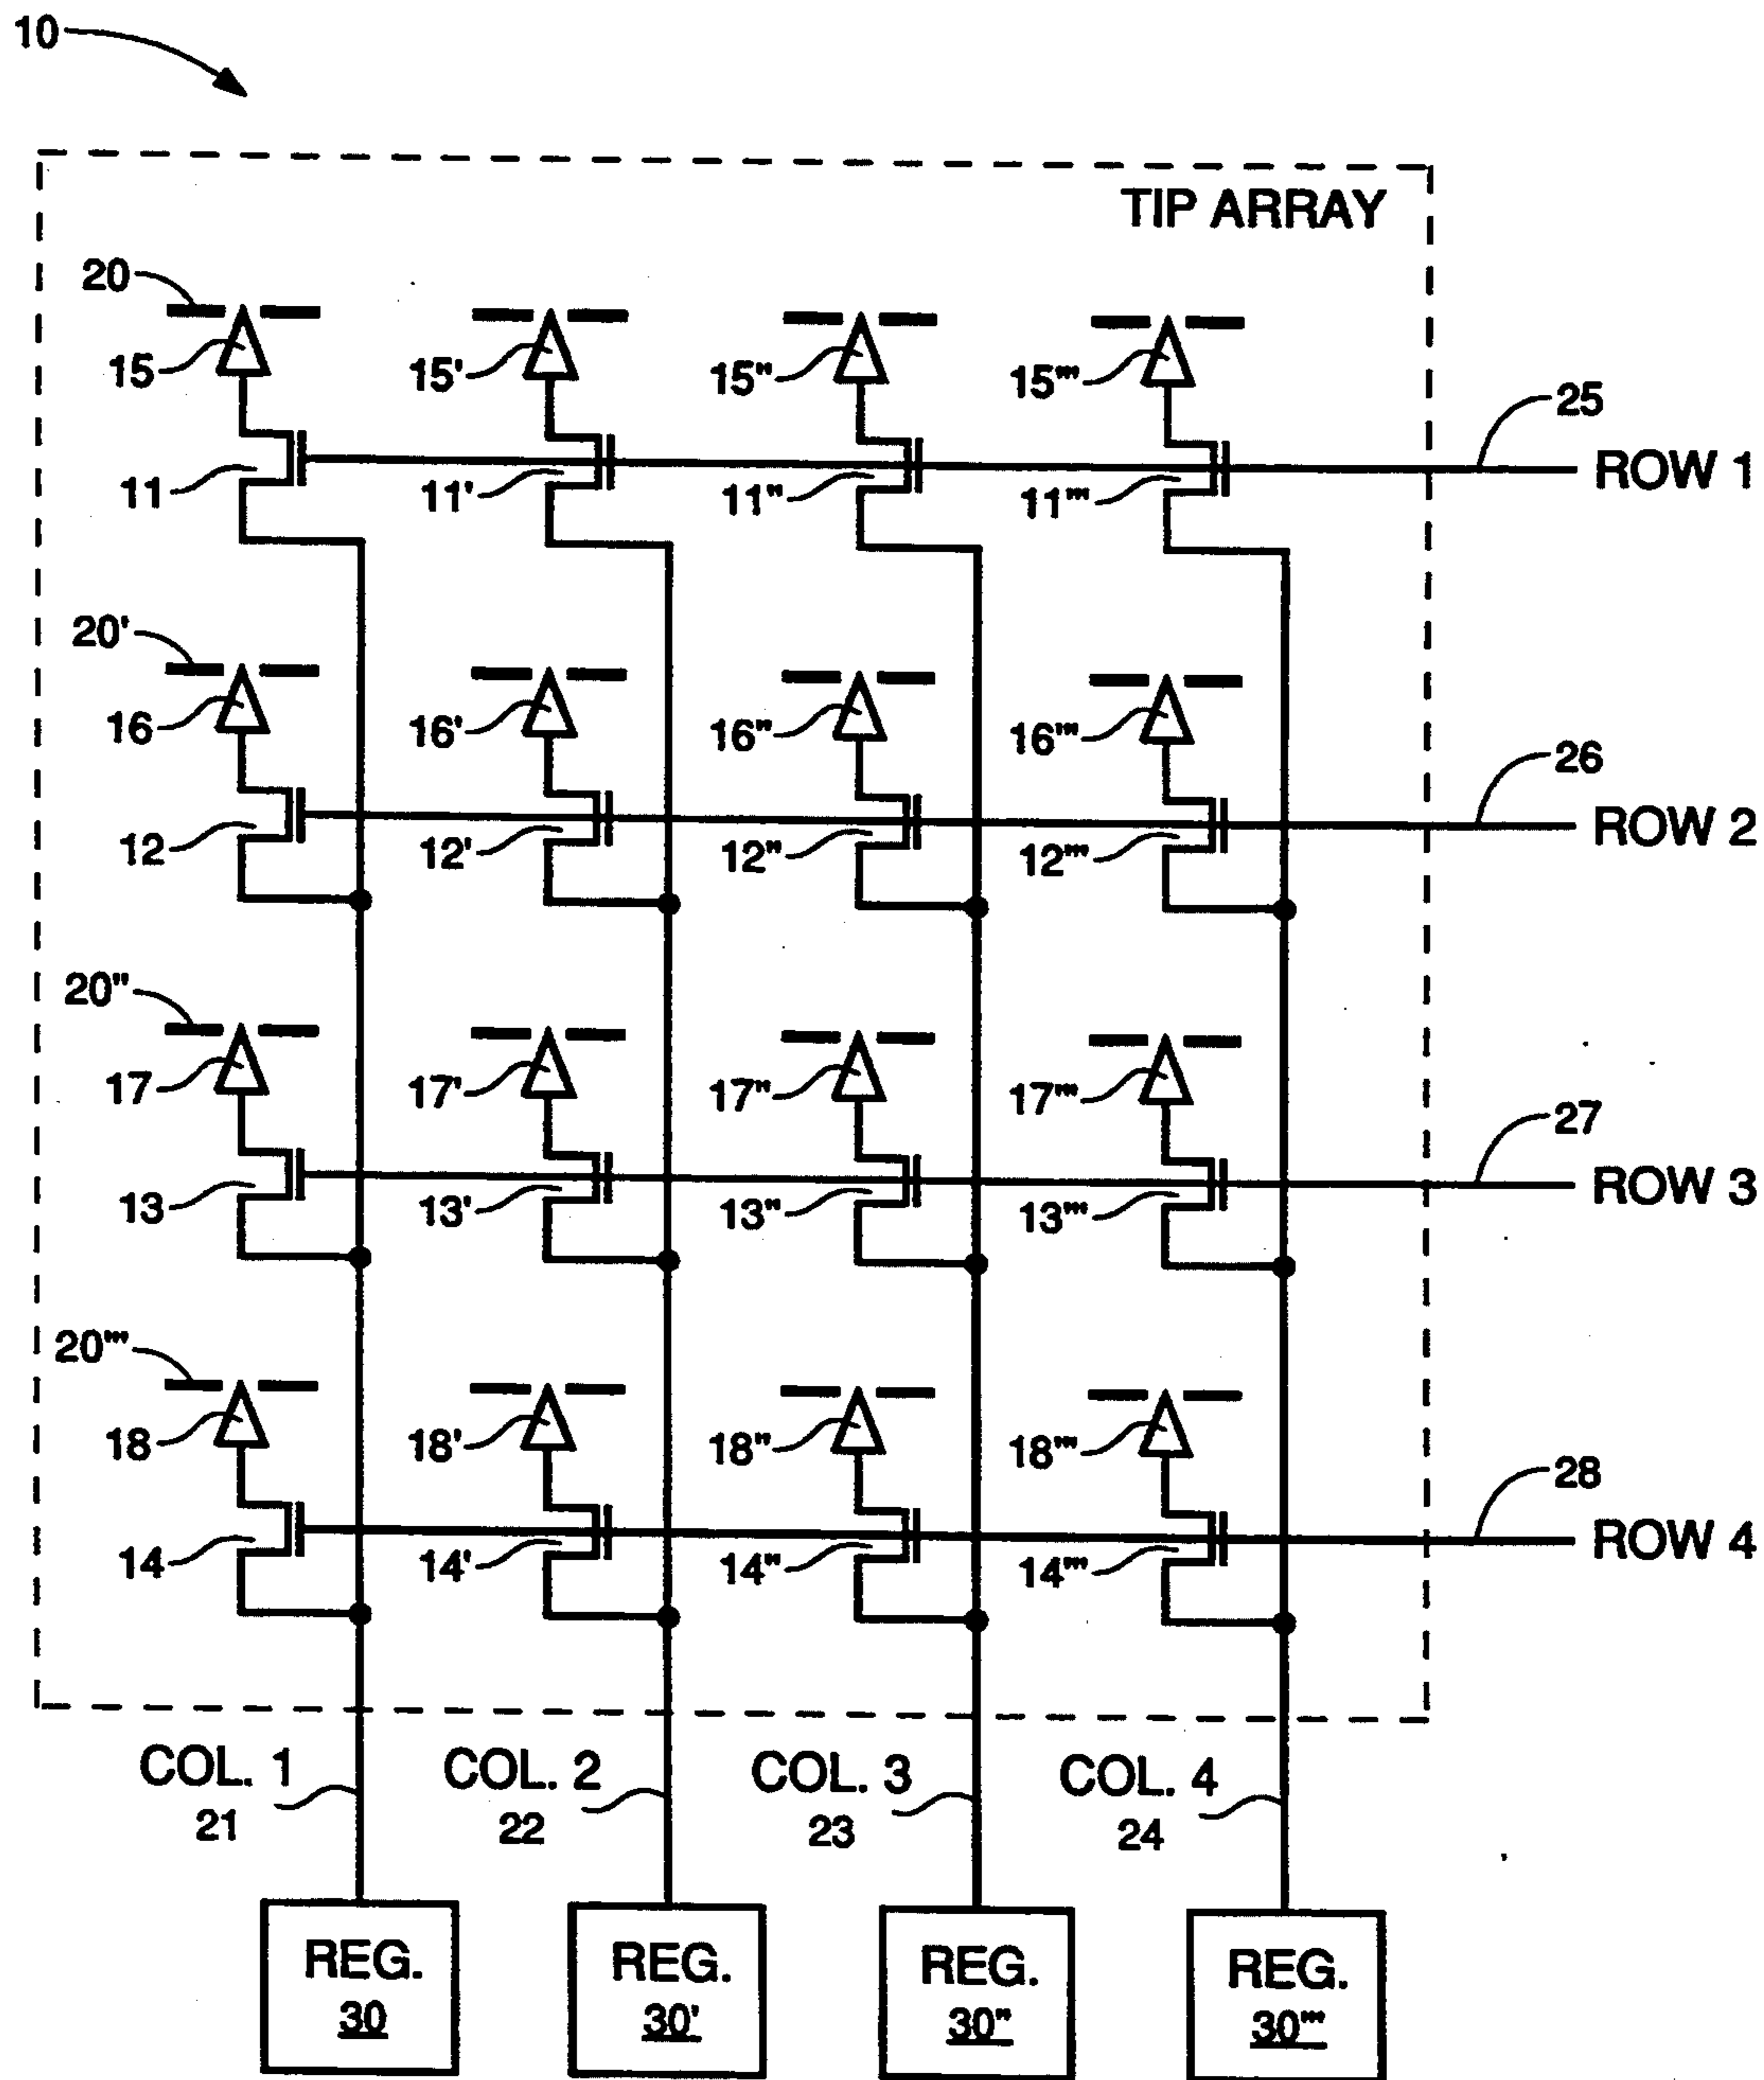 10
TIP ARRAY
20
15 15' 15" 15'"
25
ROW 1
11 11' 11" 11'"
20'
16 16' 16" 16'"
26
ROW 2
12 12' 12" 12'"
20"
17 17' 17" 17'"
27
ROW 3
13 13' 13" 13'"
20'"
18 18' 18" 18'"
28
ROW 4
14 14' 14" 14'"
COL. 1 COL. 2 COL. 3 COL. 4
21 22 23 24
REG. REG. REG. REG.
30 30' 30" 30'"